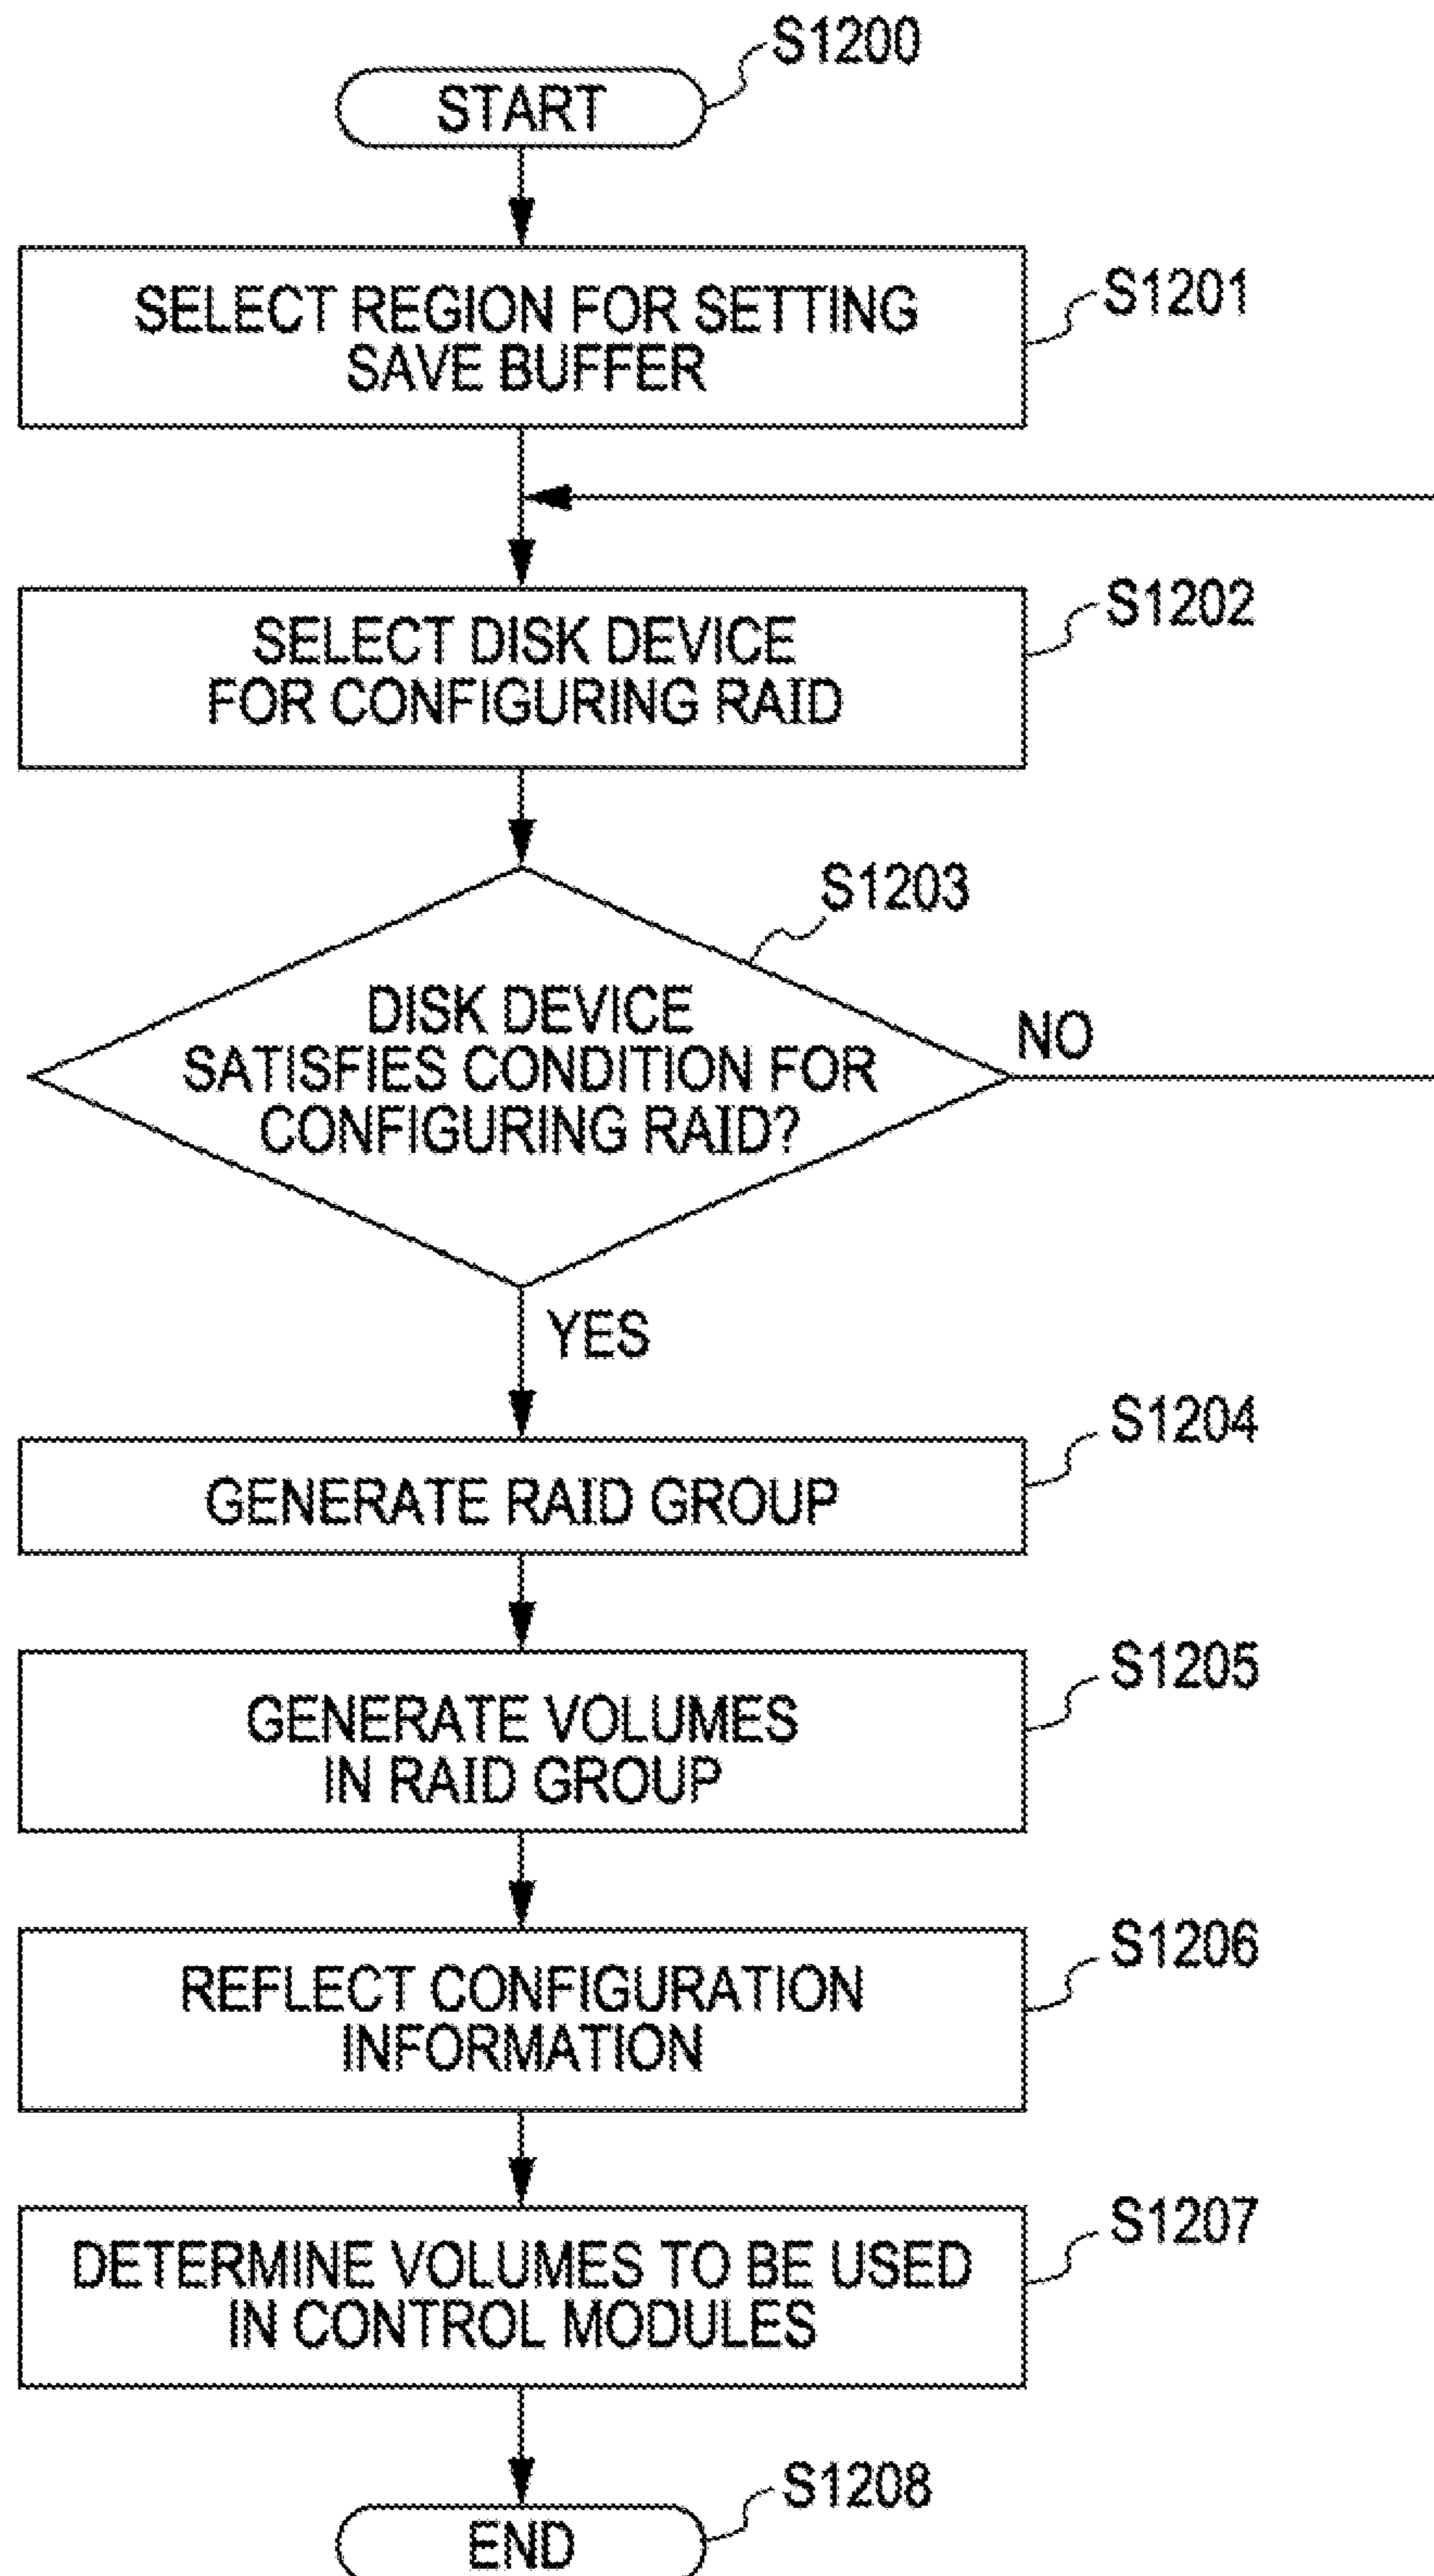 S1200
START
S1201
SELECT REGION FOR SETTING
SAVE BUFFER
S1202
SELECT DISK DEVICE
FOR CONFIGURING RAID
S1203
DISK DEVICE
SATISFIES CONDITION FOR
CONFIGURING RAID?
NO
YES
S1204
GENERATE RAID GROUP
S1205
GENERATE VOLUMES
IN RAID GROUP
S1206
REFLECT CONFIGURATION
INFORMATION
S1207
DETERMINE VOLUMES TO BE USED
IN CONTROL MODULES
S1208
END